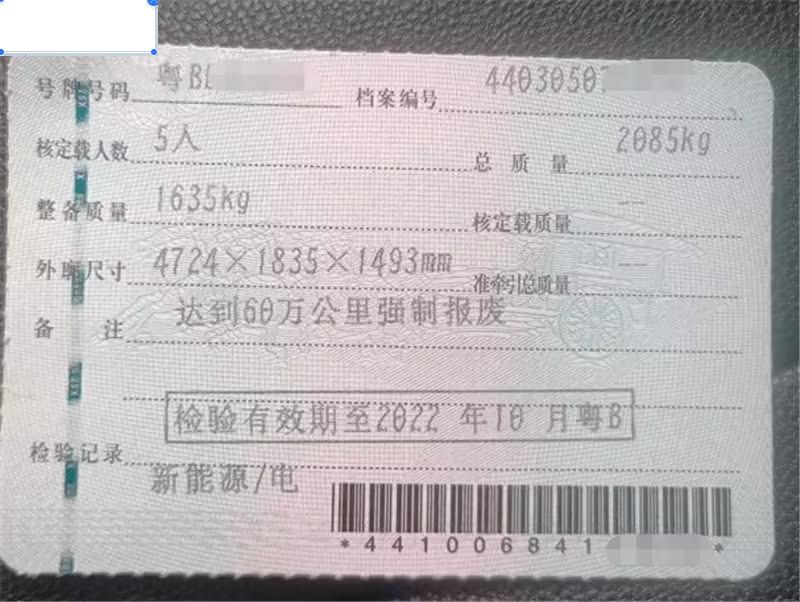 号牌号码 粤B 档案编号 44030507
核定载人数 5人 总质量 2085kg
整备质量 1635kg 核定载质量 --
外廓尺寸 4724×1835×1493mm 准牵引总质量 --
备注 达到60万公里强制报废
检验有效期至2022 年10 月粤B
检验记录
新能源/电
*441006841 *